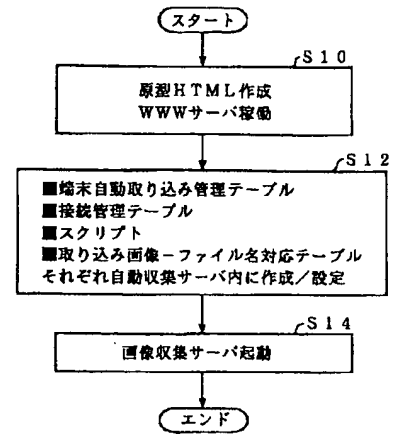 スタート
S10
原型HTML作成
WWWサーバ稼働
S12
■端末自動取り込み管理テーブル
■接続管理テーブル
■スクリプト
■取り込み画像－ファイル名対応テーブル
それぞれ自動収集サーバ内に作成／設定
S14
画像収集サーバ起動
エンド